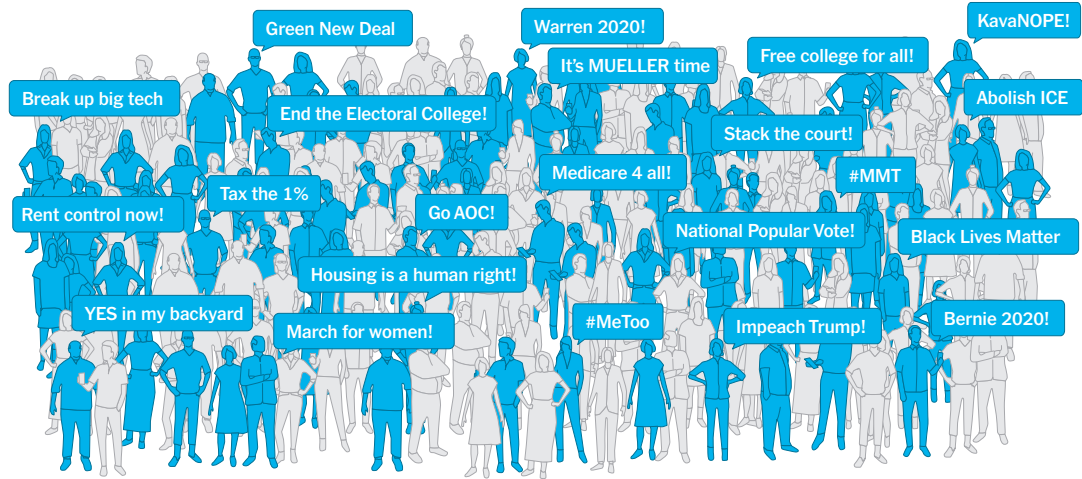 KavaNOPE!
Green New Deal
Warren 2020!
Free college for all!
It's MUELLER time
Break up big tech
Abolish ICE
End the Electoral College!
Stack the court!
Medicare 4 all!
#MMT
Tax the 1%
Rent control now!
Go AOC!
National Popular Vote!
Black Lives Matter
Housing is a human right!
YES in my backyard
#MeToo
Impeach Trump!
Bernie 2020!
March for women!